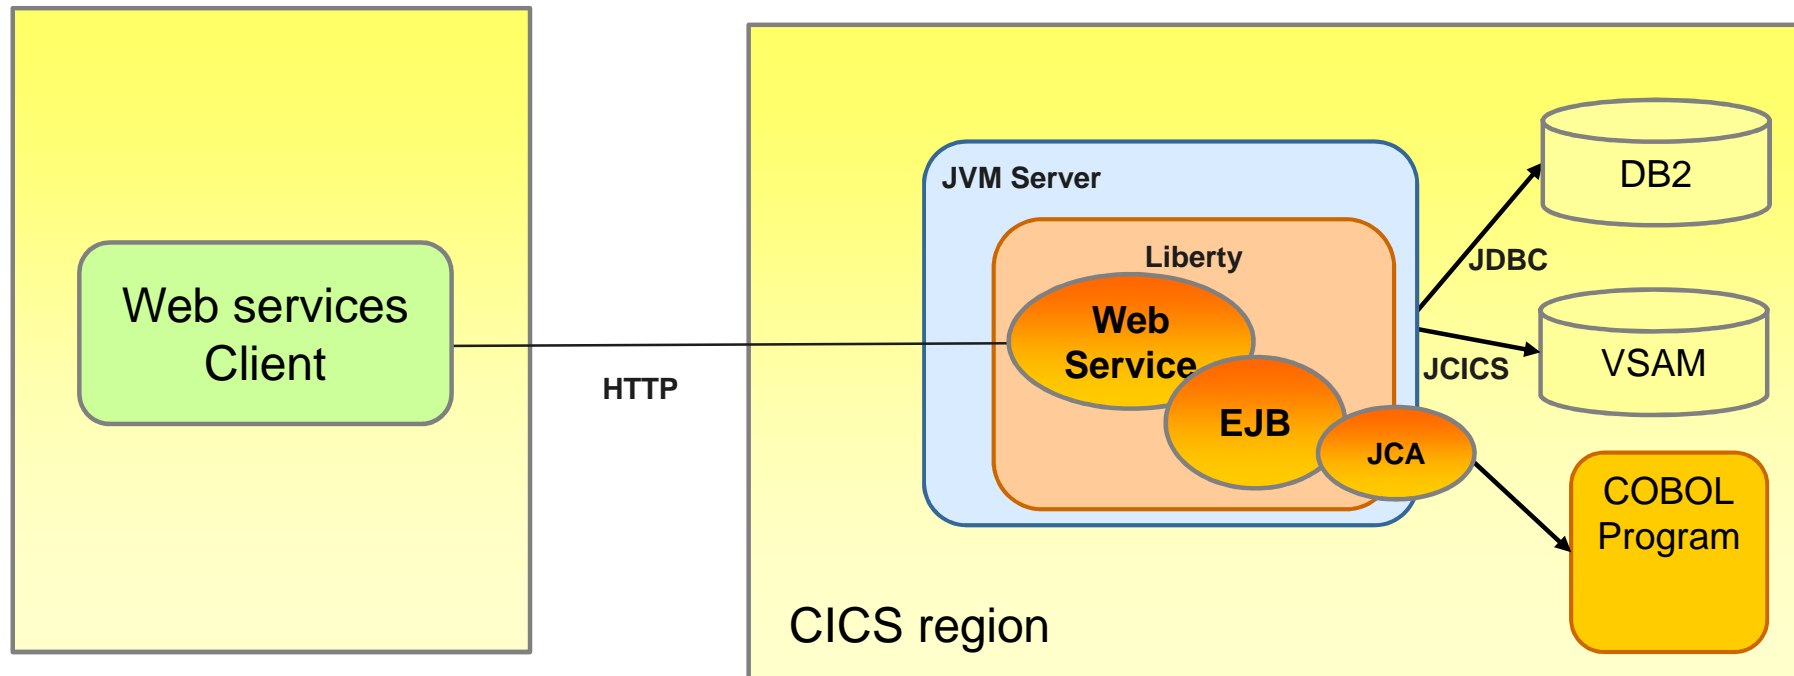 Web services
Client
HTTP
JVM Server
Liberty
Web
Service
EJB
JCA
JDBC
JCICS
DB2
VSAM
COBOL
Program
CICS region